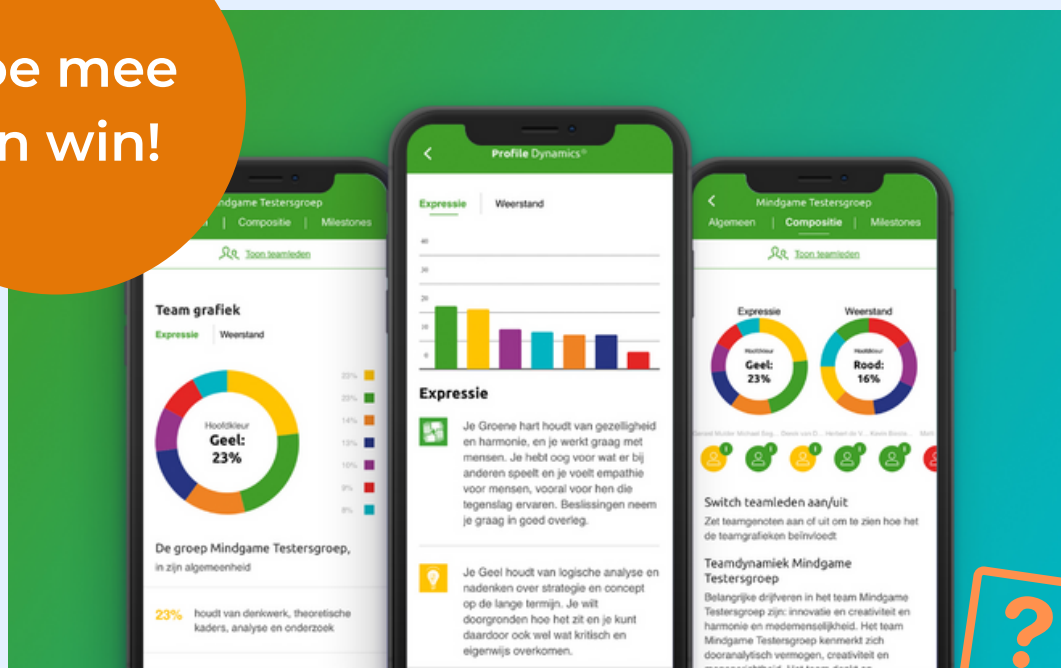 mee
win!
Mindgame Testersgroep
Compositie | Milestones
Toon teamleden
Team grafiek
Expressie Weerstand
23%
23%
14%
13%
10%
9%
8%
Hoofdkleur
Geel:
23%
De groep Mindgame Testersgroep,
in zijn algemeenheid
23% houdt van denkwerk, theoretische
kaders, analyse en onderzoek
Profile Dynamics®
Expressie Weerstand
40
30
20
10
0
Expressie
Je Groene hart houdt van gezelligheid
en harmonie, en je werkt graag met
mensen. Je hebt oog voor wat er bij
anderen speelt en je voelt empathie
voor mensen, vooral voor hen die
tegenslag ervaren. Beslissingen neem
je graag in goed overleg.
Je Geel houdt van logische analyse en
nadenken over strategie en concept
op de lange termijn. Je wilt
doorgronden hoe het zit en je kunt
daardoor ook wel wat kritisch en
eigenwijs overkomen.
Mindgame Testersgroep
Algemeen | Compositie | Milestones
Toon teamleden
Expressie Weerstand
Hoofdkleur
Geel:
23%
Hoofdkleur
Rood:
16%
Switch teamleden aan/uit
Zet teamgenoten aan of uit om te zien hoe het
de teamgrafieken beïnvloedt
Teamdynamiek Mindgame
Testersgroep
Belangrijke drijfveren in het team Mindgame
Testersgroep zijn: innovatie en creativiteit en
harmonie en medemenselijkheid. Het team
Mindgame Testersgroep kenmerkt zich
dooranalytisch vermogen, creativiteit en
?